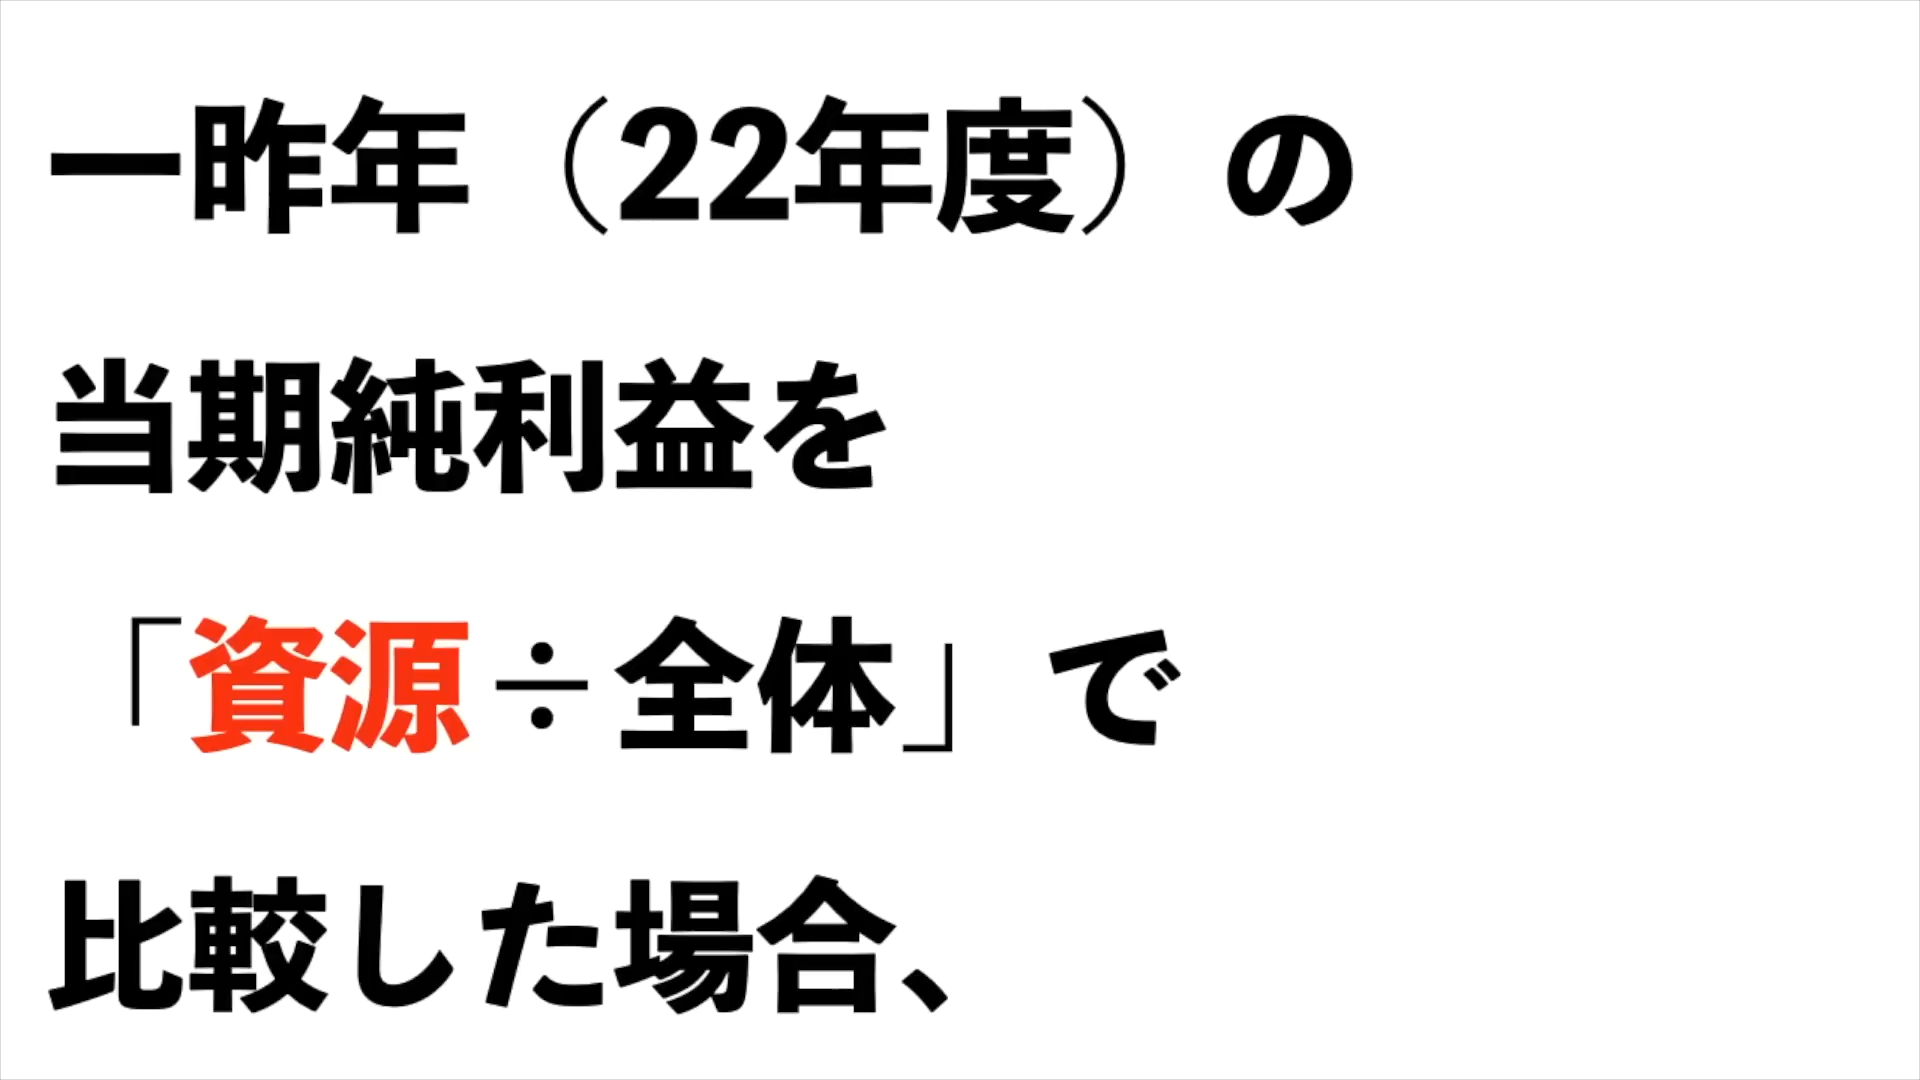 一昨年（22年度）の
当期純利益を
「資源÷全体」で
比較した場合、